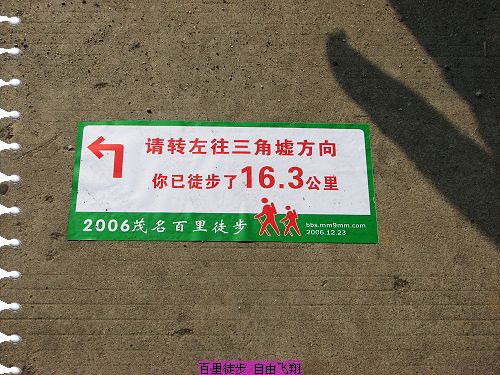 请转左往三角墟方向
你已徒步了16.3公里
2006茂名百里徒步
bbs.mm9mm.com
2006.12.23
百里徒步 自由飞翔